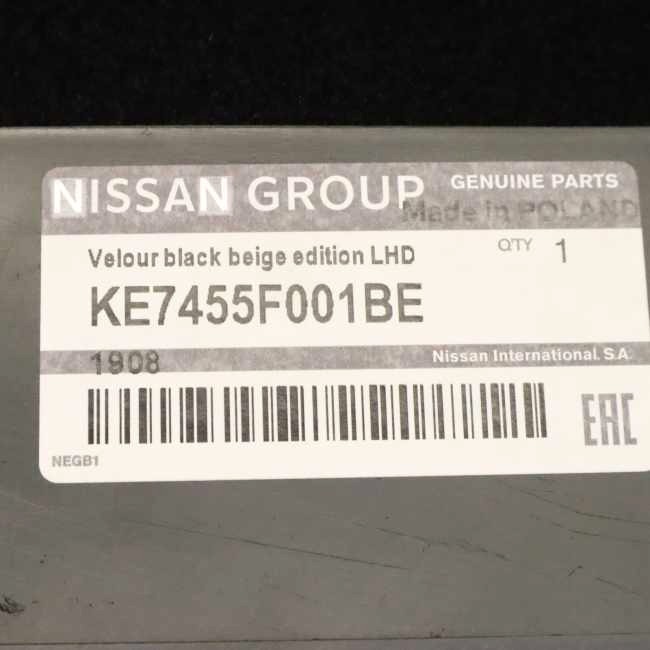 NISSAN GROUP
GENUINE PARTS
Made in POLAND
Velour black beige edition LHD
Q'TY 1
KE7455F001BE
1908
Nissan International S.A.
EAC
NEGB1